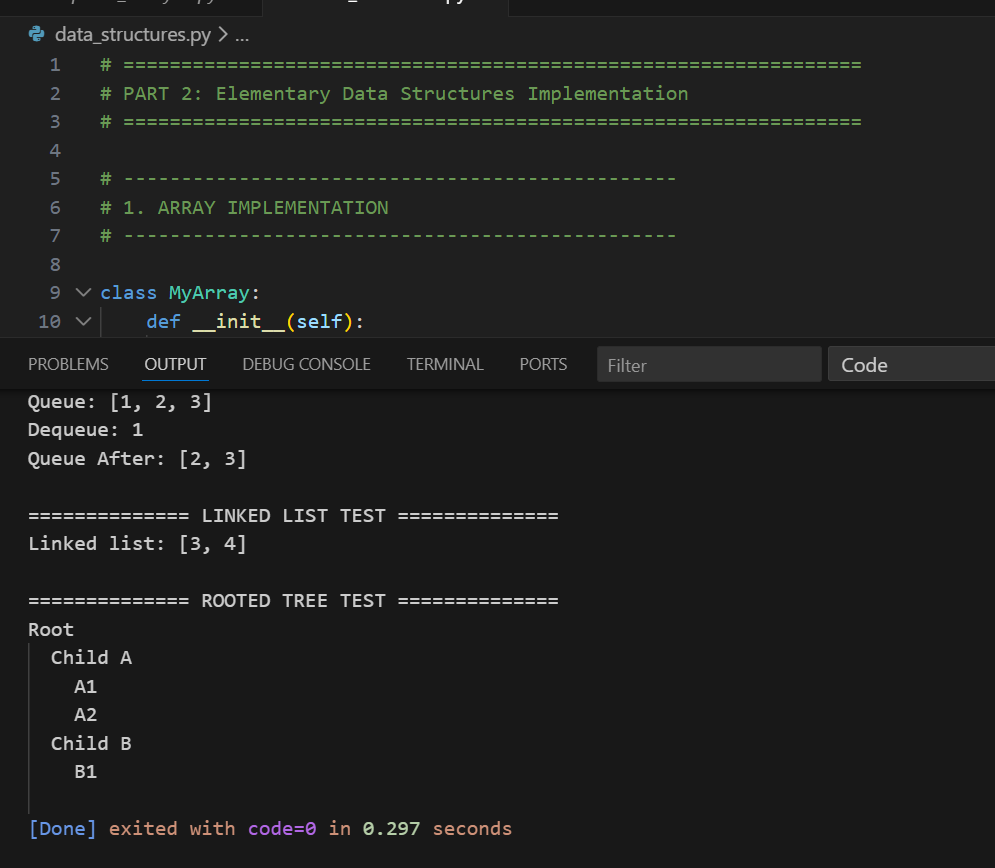 data_structures.py > ...
1 # ================================================================
2 # PART 2: Elementary Data Structures Implementation
3 # ================================================================
4
5 # ------------------------------------------------
6 # 1. ARRAY IMPLEMENTATION
7 # ------------------------------------------------
8
9 class MyArray:
10 def __init__(self):
PROBLEMS OUTPUT DEBUG CONSOLE TERMINAL PORTS Filter Code
Queue: [1, 2, 3]
Dequeue: 1
Queue After: [2, 3]
============== LINKED LIST TEST ==============
Linked list: [3, 4]
============== ROOTED TREE TEST ==============
Root
Child A
A1
A2
Child B
B1
[Done] exited with code=0 in 0.297 seconds